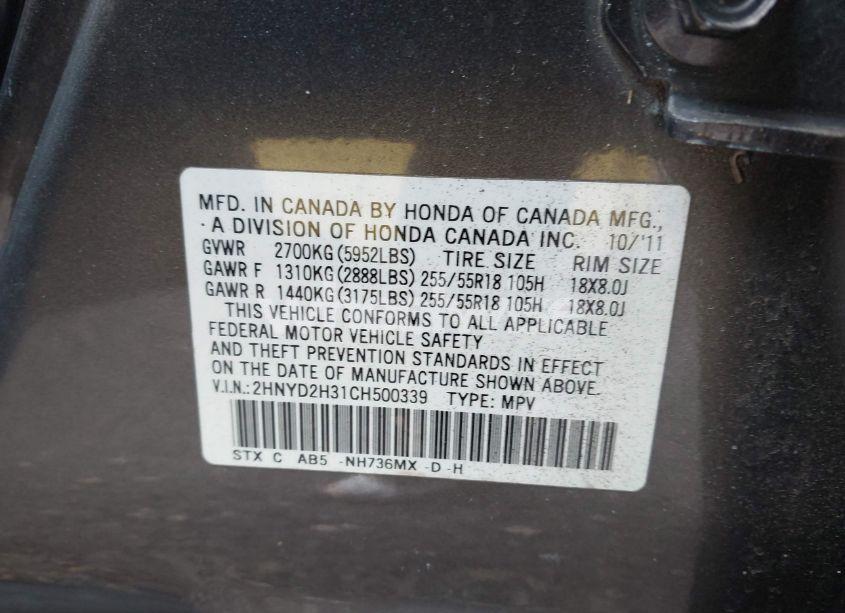 MFD. IN CANADA BY HONDA OF CANADA MFG.,
A DIVISION OF HONDA CANADA INC. 10/'11
GVWR 2700KG (5952LBS) TIRE SIZE RIM SIZE
GAWR F 1310KG (2888LBS) 255/55R18 105H 18X8.0J
GAWR R 1440KG (3175LBS) 255/55R18 105H 18X8.0J
THIS VEHICLE CONFORMS TO ALL APPLICABLE
FEDERAL MOTOR VEHICLE SAFETY
AND THEFT PREVENTION STANDARDS IN EFFECT
ON THE DATE OF MANUFACTURE SHOWN ABOVE.
V.I.N.: 2HNYD2H31CH500339 TYPE: MPV
STX C AB5 -NH736MX -D -H